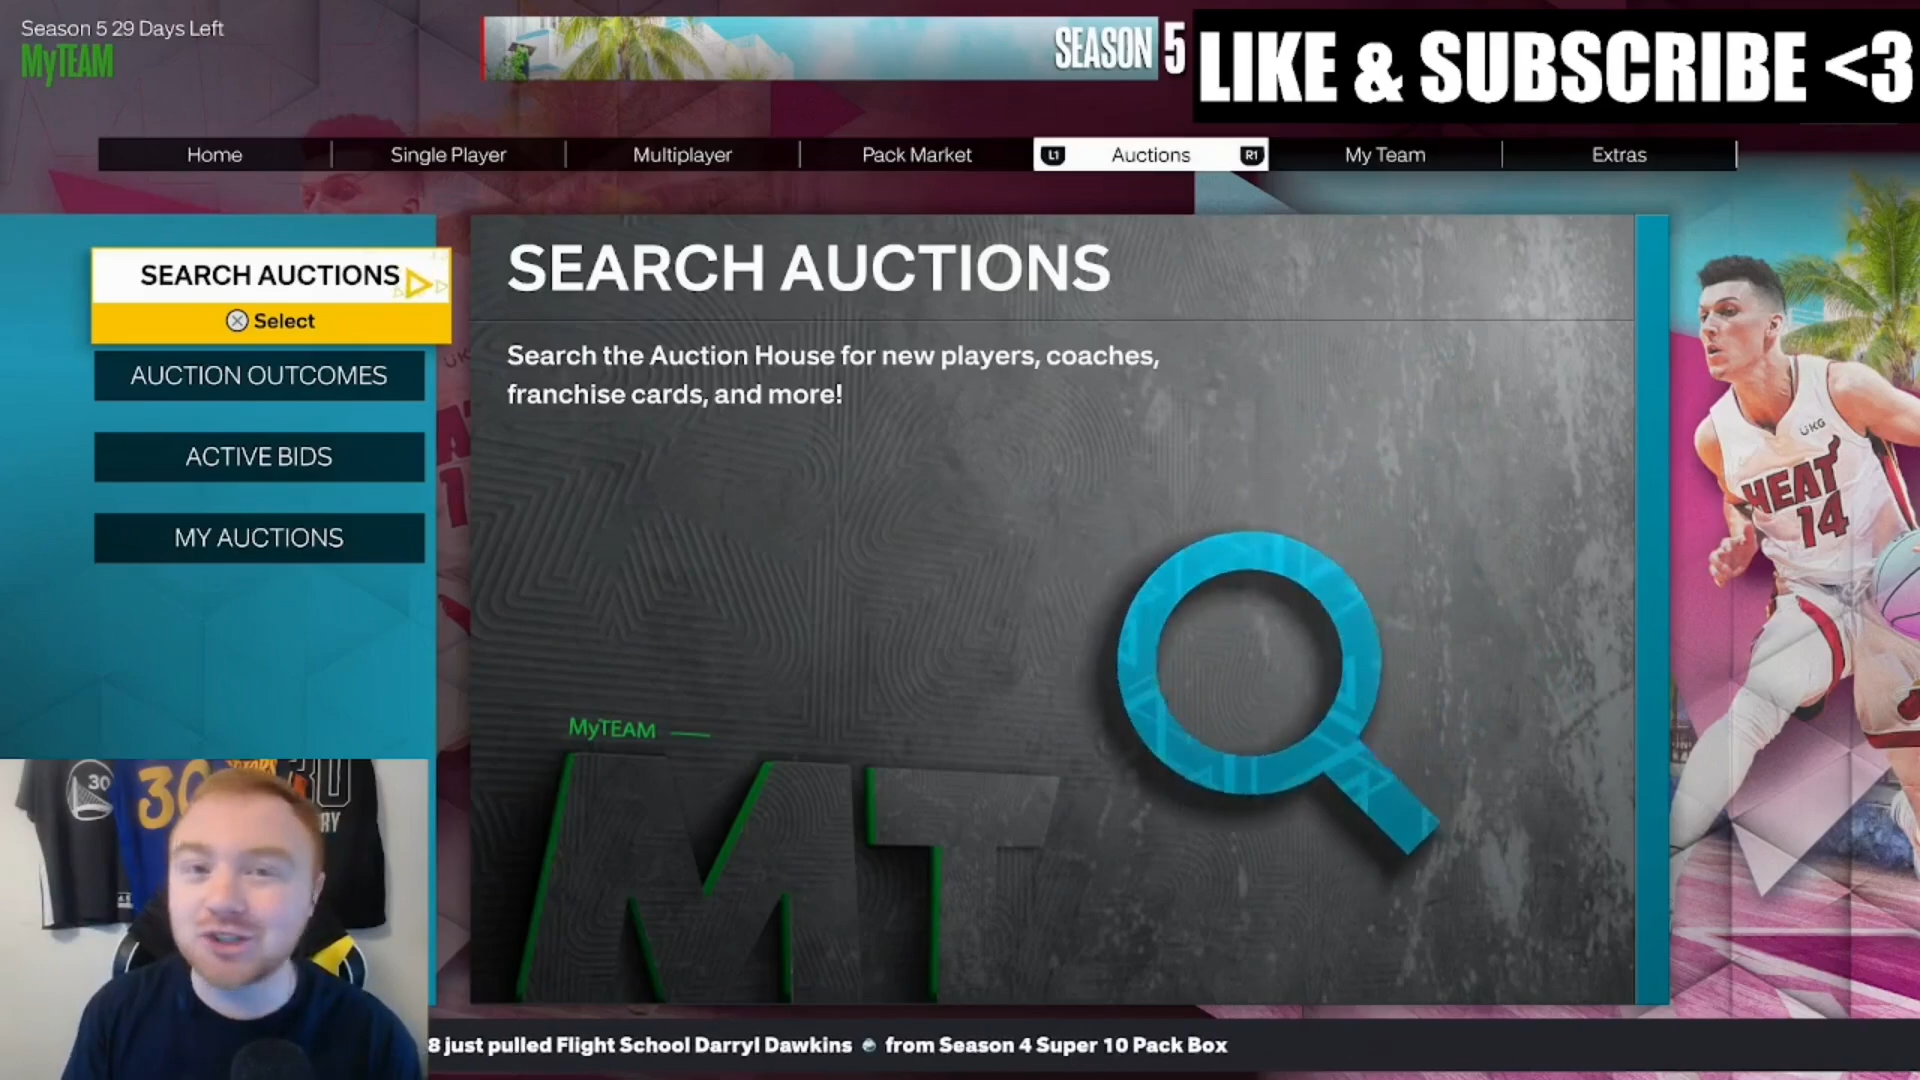 Season 5 29 Days Left
MyTEAM
SEASON 5
LIKE & SUBSCRIBE <3
Home
Single Player
Multiplayer
Pack Market
L1 Auctions R1
My Team
Extras
SEARCH AUCTIONS
Select
AUCTION OUTCOMES
ACTIVE BIDS
MY AUCTIONS
SEARCH AUCTIONS
Search the Auction House for new players, coaches,
franchise cards, and more!
MyTEAM
MT
UKG
HEAT
14
30
30
30
RY
8 just pulled Flight School Darryl Dawkins from Season 4 Super 10 Pack Box